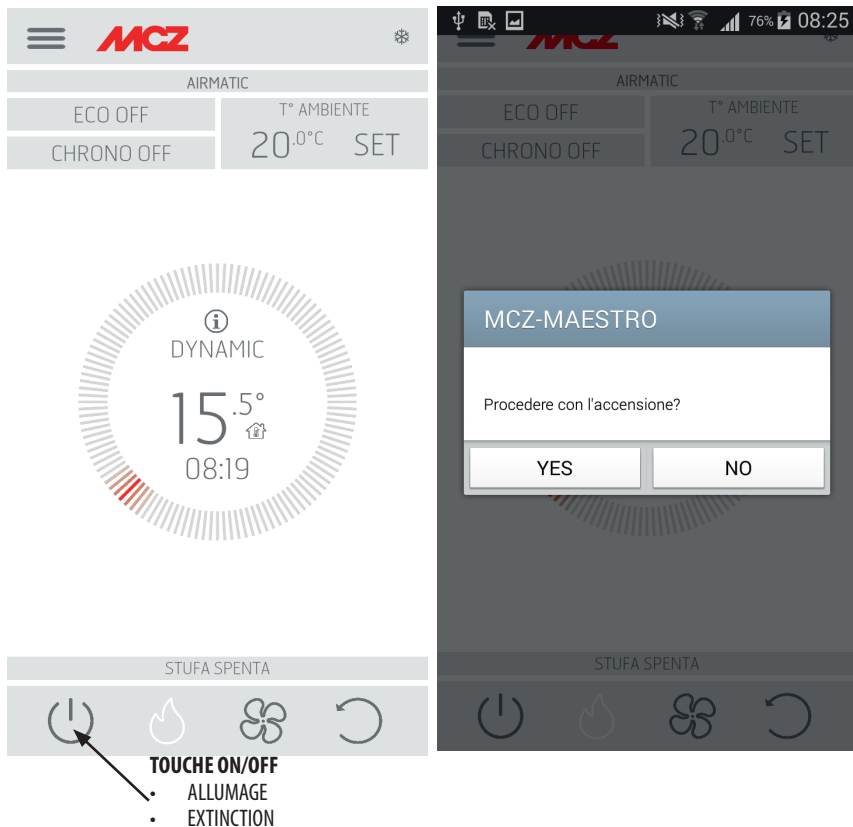 MCZ
AIRMATIC
ECO OFF
T° AMBIENTE
20.0°C SET
CHRONO OFF
i
DYNAMIC
15.5°
08:19
STUFA SPENTA
TOUCHE ON/OFF
• ALLUMAGE
• EXTINCTION
76% 08:25
MCZ
AIRMATIC
ECO OFF
T° AMBIENTE
20.0°C SET
CHRONO OFF
MCZ-MAESTRO
Procedere con l'accensione?
YES NO
STUFA SPENTA